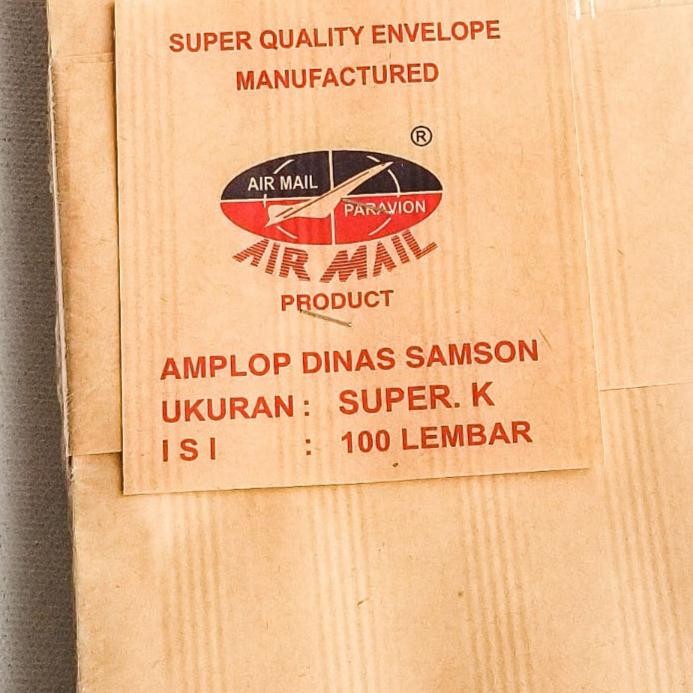 SUPER QUALITY ENVELOPE
MANUFACTURED
®
AIR MAIL
PARAVION
AIR MAIL
PRODUCT
AMPLOP DINAS SAMSON
UKURAN : SUPER. K
ISI : 100 LEMBAR